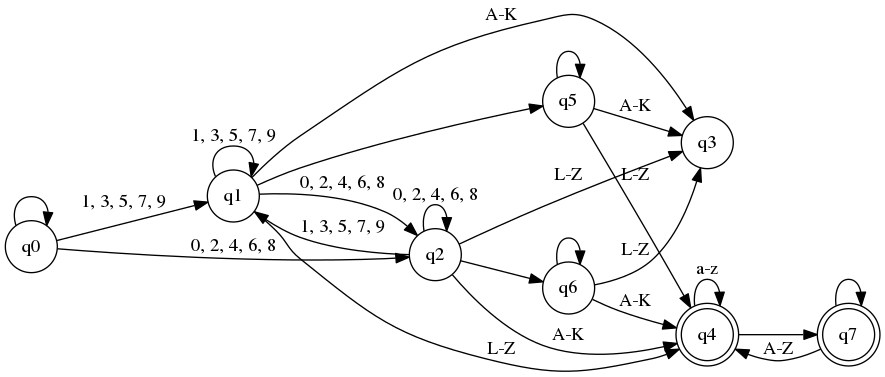 A-K
q5
A-K
q3
1, 3, 5, 7, 9
q1
1, 3, 5, 7, 9
0, 2, 4, 6, 8
0, 2, 4, 6, 8
L-Z
L-Z
q0
0, 2, 4, 6, 8
1, 3, 5, 7, 9
q2
L-Z
q6
a-z
A-K
A-K
q4
A-Z
q7
L-Z